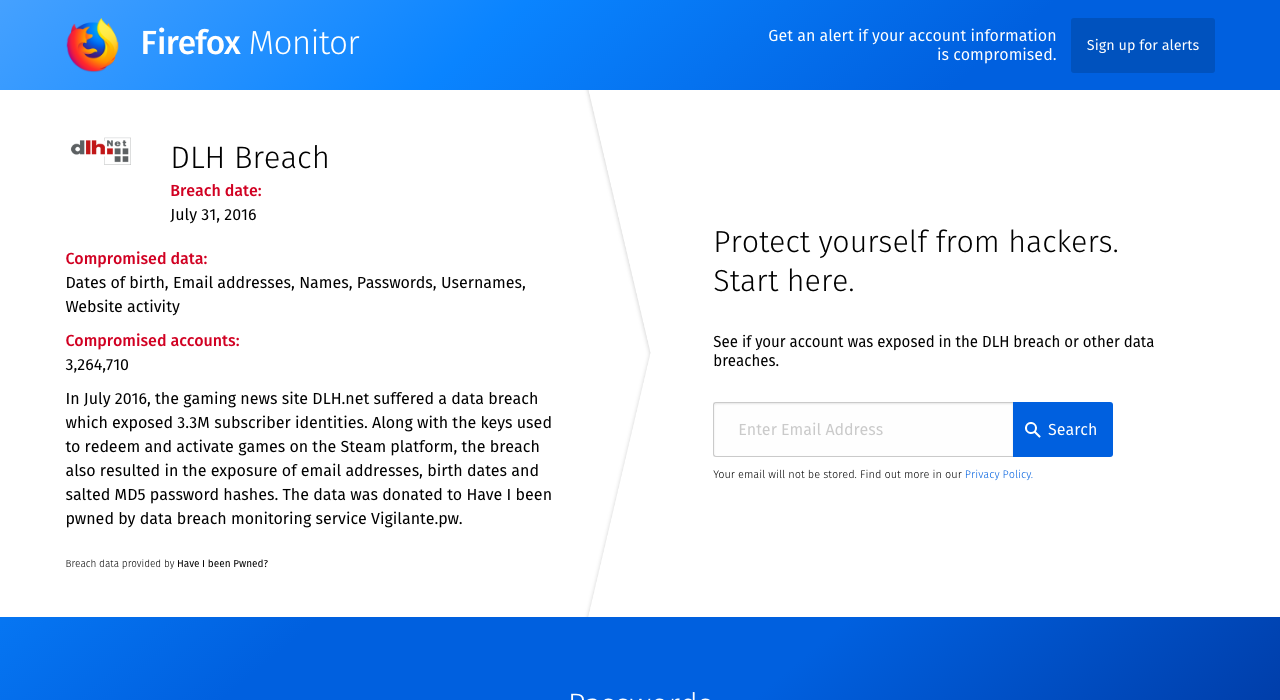 Firefox Monitor
Get an alert if your account information
is compromised.
Sign up for alerts
dlh Net
DLH Breach
Breach date:
July 31, 2016
Compromised data:
Dates of birth, Email addresses, Names, Passwords, Usernames,
Website activity
Compromised accounts:
3,264,710
In July 2016, the gaming news site DLH.net suffered a data breach
which exposed 3.3M subscriber identities. Along with the keys used
to redeem and activate games on the Steam platform, the breach
also resulted in the exposure of email addresses, birth dates and
salted MD5 password hashes. The data was donated to Have I been
pwned by data breach monitoring service Vigilante.pw.
Breach data provided by Have I been Pwned?
Protect yourself from hackers.
Start here.
See if your account was exposed in the DLH breach or other data
breaches.
Enter Email Address
Search
Your email will not be stored. Find out more in our Privacy Policy.
Passwords